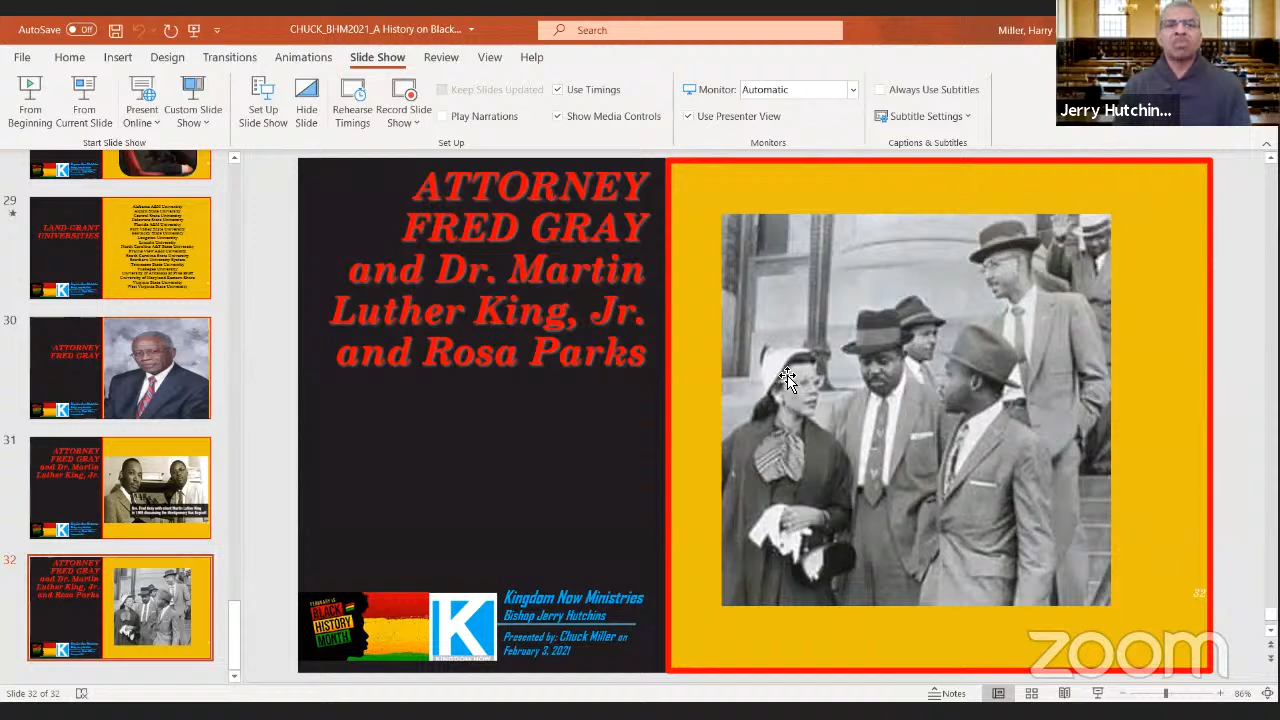 AutoSave Off
CHUCK_BHM2021_A History on Black...
Search
Miller, Harry
Jerry Hutchin...
File Home Insert Design Transitions Animations Slide Show Review View Help
From Beginning
From Current Slide
Present Online
Custom Slide Show
Set Up Slide Show
Hide Slide
Rehearse Timings
Record Slide Show
Keep Slides Updated
Play Narrations
Use Timings
Show Media Controls
Monitor: Automatic
Use Presenter View
Always Use Subtitles
Subtitle Settings
Start Slide Show
Set Up
Monitors
Captions & Subtitles
29
LAND-GRANT
UNIVERSITIES
30
ATTORNEY
FRED GRAY
31
ATTORNEY
FRED GRAY
and Dr. Martin
Luther King, Jr.
32
ATTORNEY
FRED GRAY
and Dr. Martin
Luther King, Jr.
and Rosa Parks
ATTORNEY
FRED GRAY
and Dr. Martin
Luther King, Jr.
and Rosa Parks
BLACK
HISTORY
MONTH
K
KINGDOM NOW
Kingdom Now Ministries
Bishop Jerry Hutchins
Presented by: Chuck Miller on
February 3, 2021
32
zoom
Slide 32 of 32
Notes
86%